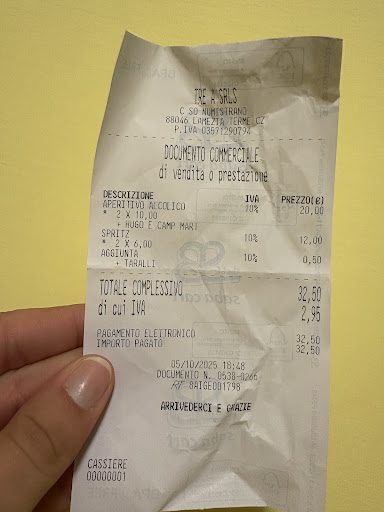 TRE A SRLS
C SO NUMISTRANO
88046 LAMEZIA TERME CZ
P.IVA 03571290794
DOCUMENTO COMMERCIALE
di vendita o prestazione
DESCRIZIONE IVA PREZZO(€)
APERITIVO ALCOLICO 10% 20,00
* 2 X 10,00
+ HUGO E CAMP MART
SPRITZ 10% 12,00
* 2 X 6,00
AGGIUNTA 10% 0,50
+ TARALLI
TOTALE COMPLESSIVO 32,50
di cui IVA 2,95
PAGAMENTO ELETTRONICO 32,50
IMPORTO PAGATO 32,50
05/10/2025 18:48
DOCUMENTO N. 0538-0266
RT 8AIGE001798
ARRIVEDERCI E GRAZIE
CASSIERE
00000001